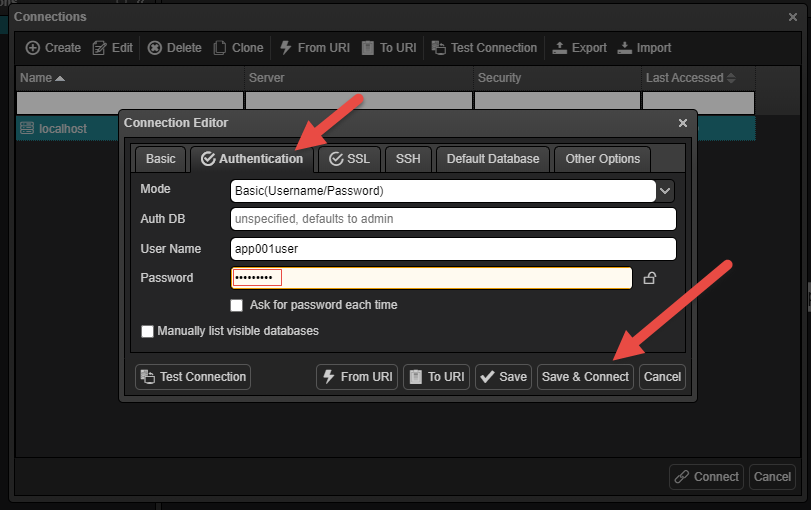 Connections
Create Edit Delete Clone From URI To URI Test Connection Export Import
Name Server Security Last Accessed
localhost
Connection Editor
Basic Authentication SSL SSH Default Database Other Options
Mode Basic(Username/Password)
Auth DB unspecified, defaults to admin
User Name app001user
Password •••••••••
Ask for password each time
Manually list visible databases
Test Connection From URI To URI Save Save & Connect Cancel
Connect Cancel